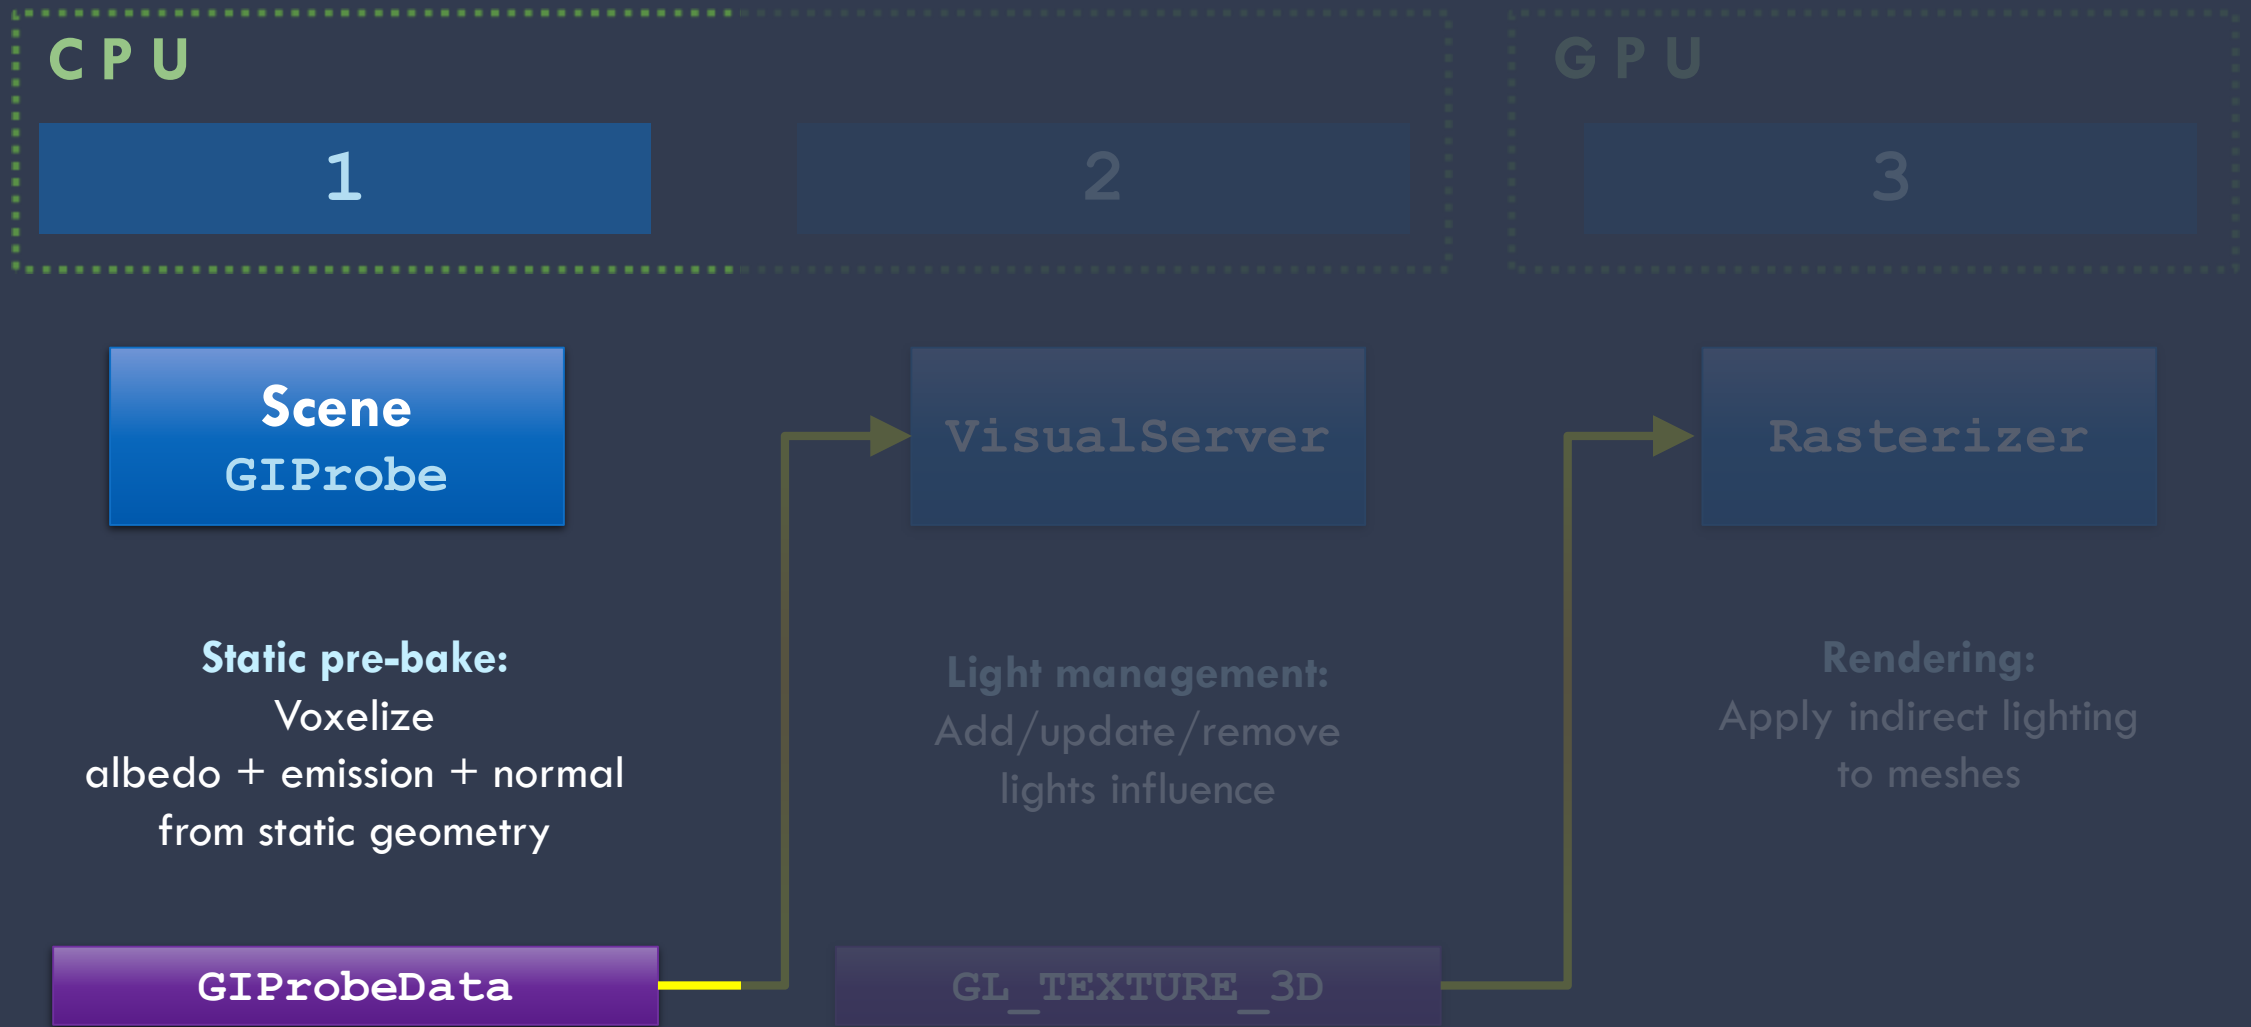 CPU
GPU
1
2
3
Scene
GIProbe
VisualServer
Rasterizer
Static pre-bake:
Voxelize
albedo + emission + normal
from static geometry
Light management:
Add/update/remove
lights influence
Rendering:
Apply indirect lighting
to meshes
GIProbeData
GL_TEXTURE_3D